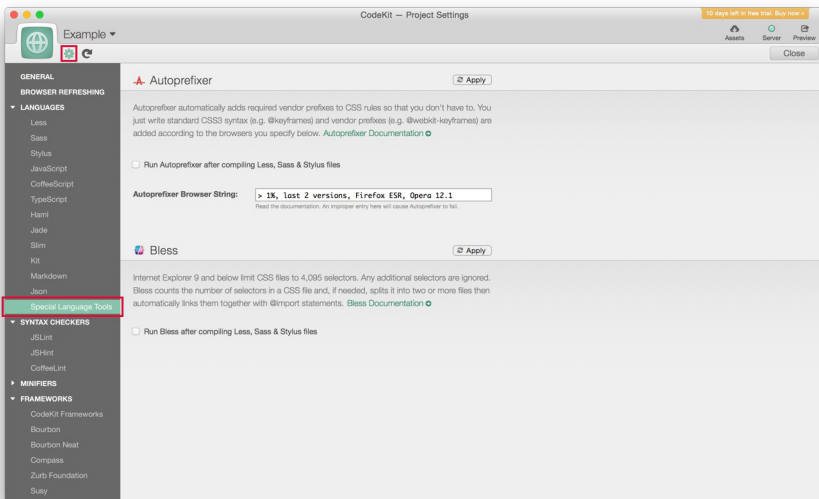 CodeKit — Project Settings
10 days left in free trial. Buy now »
Example
Assets
Server
Preview
Close
GENERAL
BROWSER REFRESHING
LANGUAGES
Less
Sass
Stylus
JavaScript
CoffeeScript
TypeScript
Haml
Jade
Slim
Kit
Markdown
Json
Special Language Tools
SYNTAX CHECKERS
JSLint
JSHint
CoffeeLint
MINIFIERS
FRAMEWORKS
CodeKit Frameworks
Bourbon
Bourbon Neat
Compass
Zurb Foundation
Susy
Autoprefixer
Apply
Autoprefixer automatically adds required vendor prefixes to CSS rules so that you don't have to. You
just write standard CSS3 syntax (e.g. @keyframes) and vendor prefixes (e.g. @webkit-keyframes) are
added according to the browsers you specify below. Autoprefixer Documentation
Run Autoprefixer after compiling Less, Sass & Stylus files
Autoprefixer Browser String:
> 1%, last 2 versions, Firefox ESR, Opera 12.1
Read the documentation. An improper entry here will cause Autoprefixer to fail.
Bless
Apply
Internet Explorer 9 and below limit CSS files to 4,095 selectors. Any additional selectors are ignored.
Bless counts the number of selectors in a CSS file and, if needed, splits it into two or more files then
automatically links them together with @import statements. Bless Documentation
Run Bless after compiling Less, Sass & Stylus files